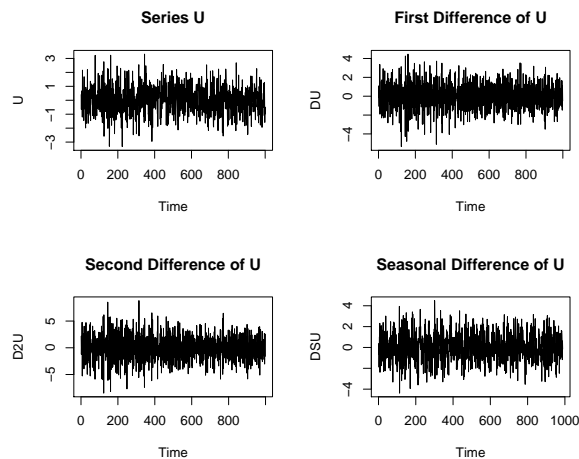 Series U
U
3
1
-1
-3
0 200 400 600 800
Time
First Difference of U
DU
4
2
0
-4
0 200 400 600 800
Time
Second Difference of U
D2U
5
0
-5
0 200 400 600 800
Time
Seasonal Difference of U
DSU
4
2
0
-4
0 200 400 600 800 1000
Time